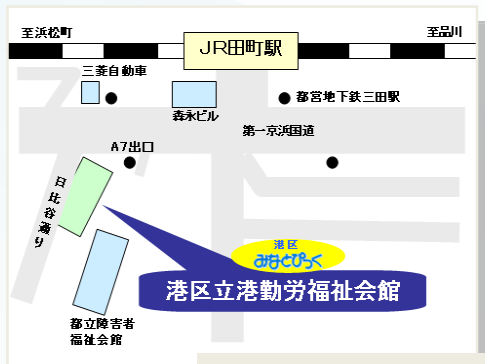 至浜松町
至品川
JR田町駅
三菱自動車
森永ビル
都営地下鉄三田駅
第一京浜国道
A7出口
日比谷通り
港区
みなとぴっく
港区立港勤労福祉会館
都立障害者
福祉会館